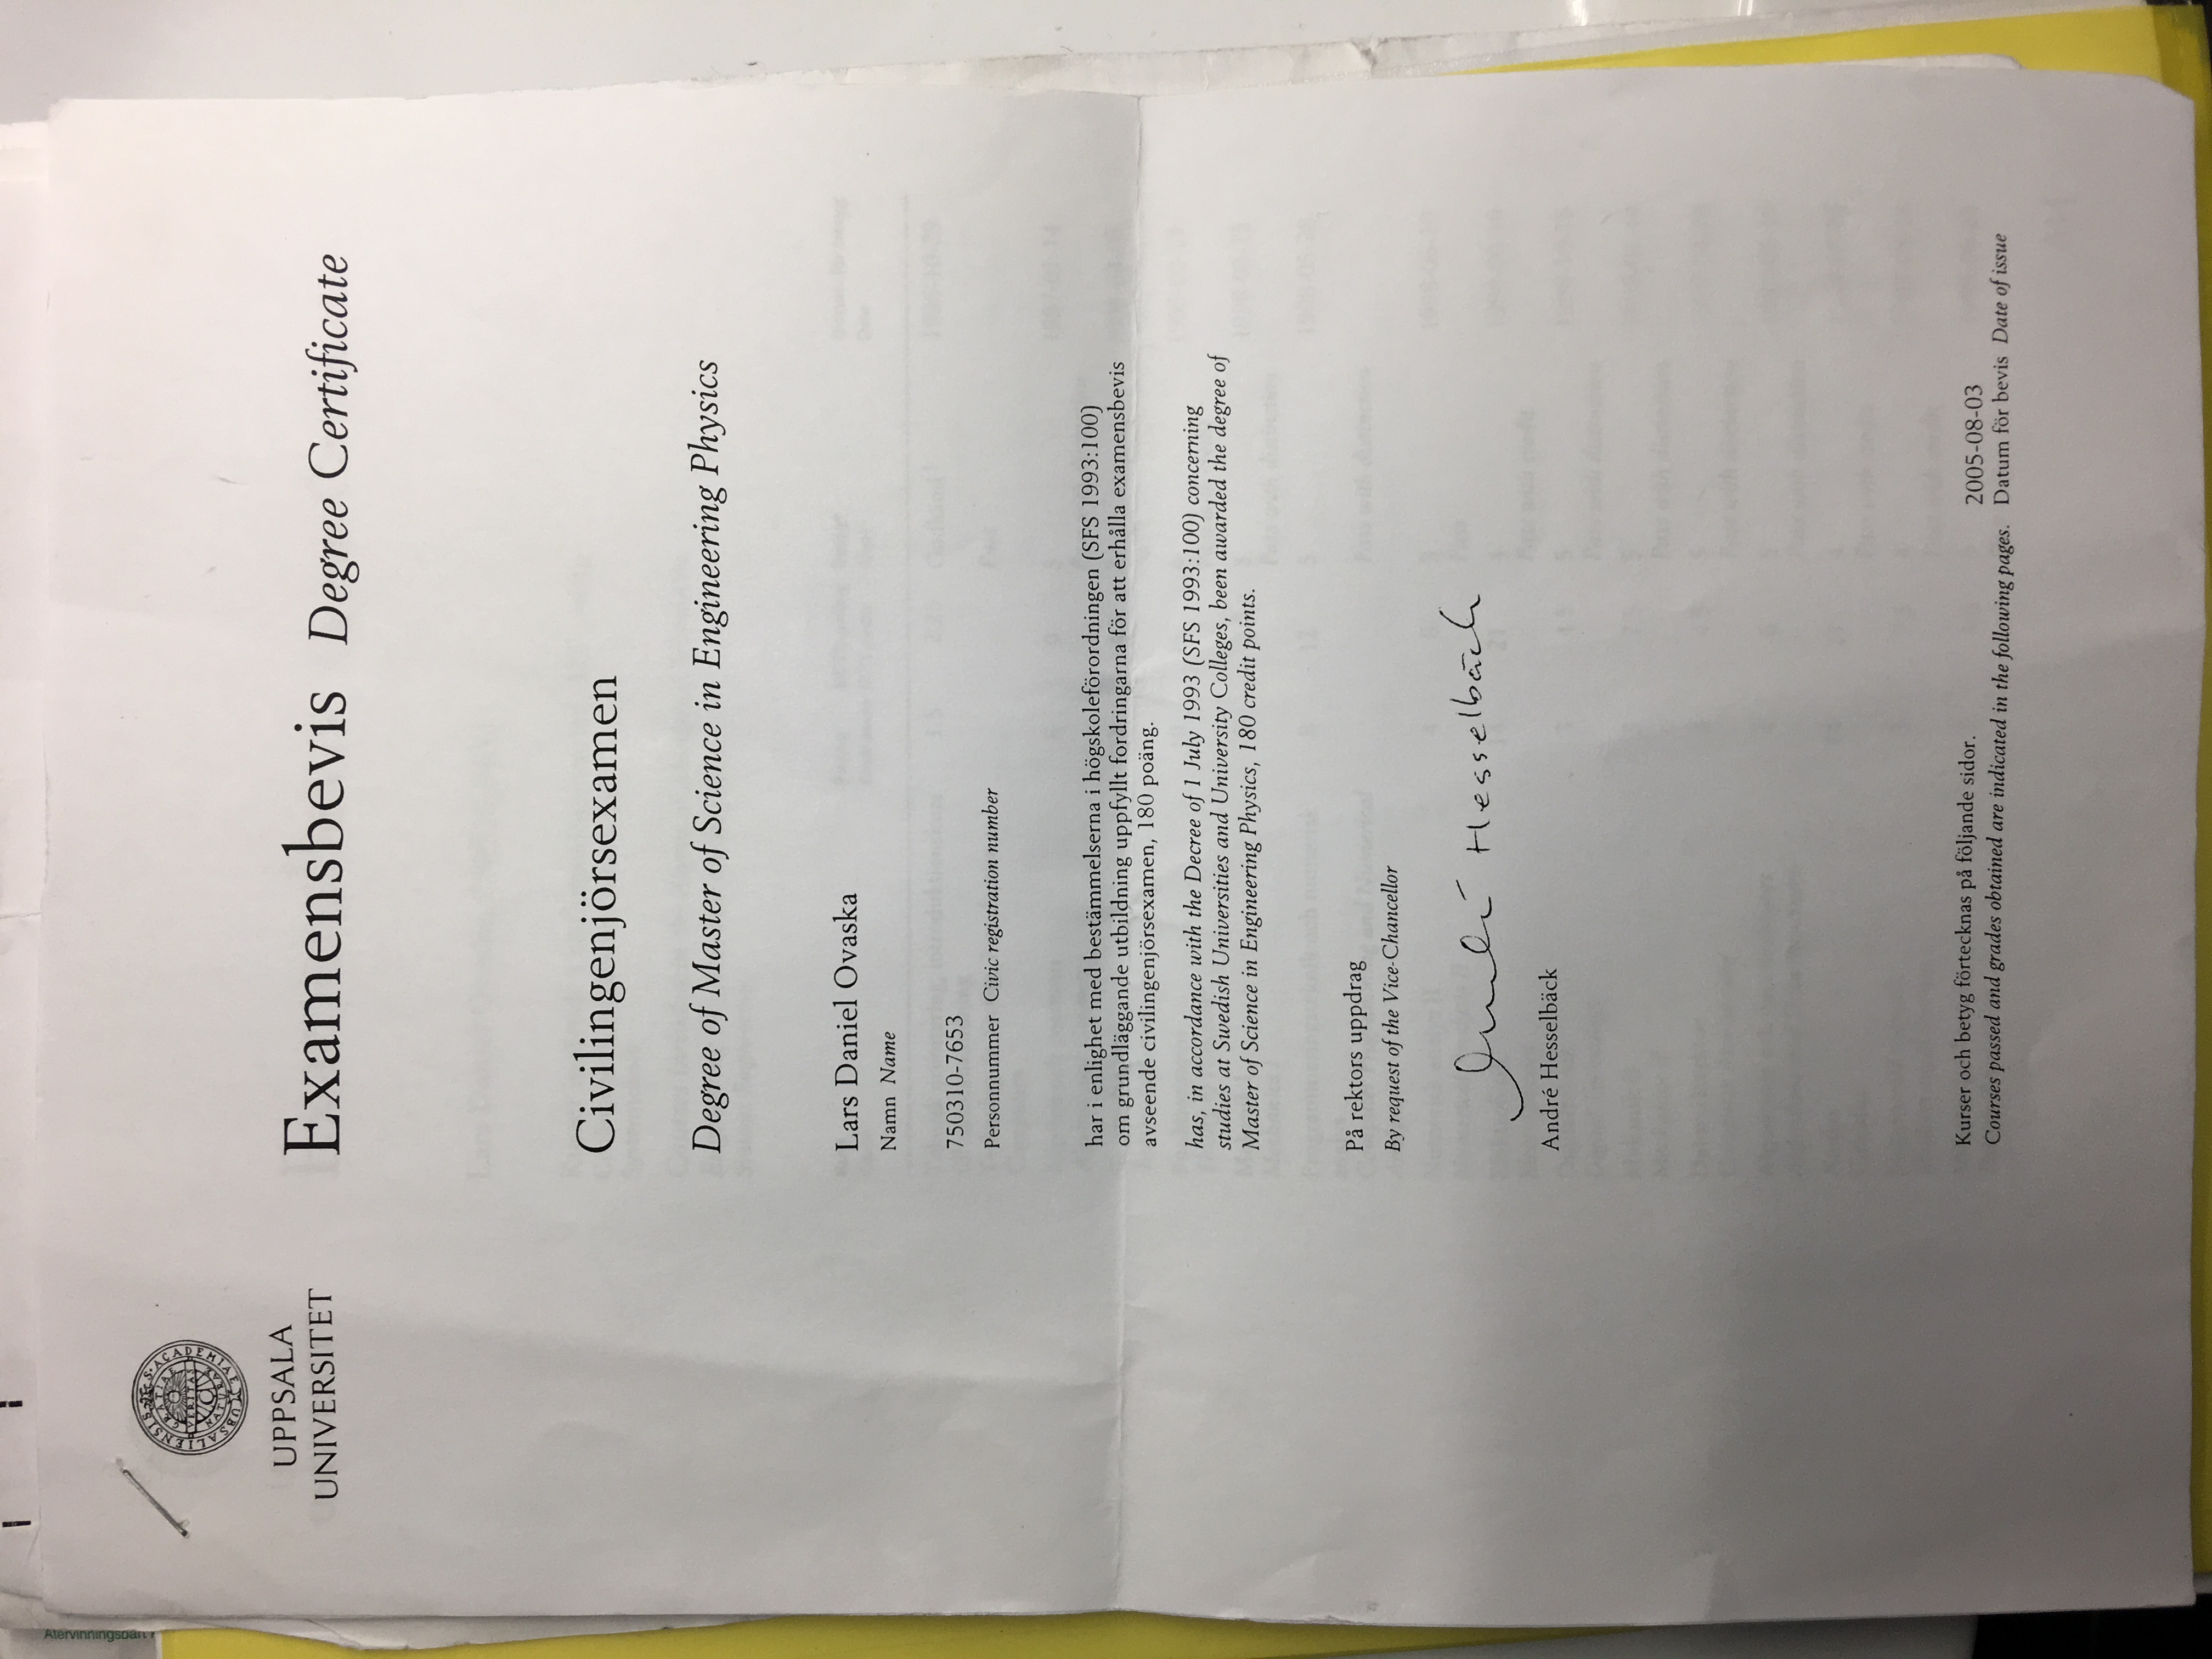 Återvinningsbart
UPSALIENSIS S. ACADEMIAE
GRATIAE
VERITAS
NATURAE
UPPSALA
UNIVERSITET
Examensbevis Degree Certificate
Civilingenjörsexamen
Degree of Master of Science in Engineering Physics
Lars Daniel Ovaska
Namn Name
750310-7653
Personnummer Civic registration number
har i enlighet med bestämmelserna i högskoleförordningen (SFS 1993:100)
om grundläggande utbildning uppfyllt fordringarna för att erhålla examensbevis
avseende civilingenjörsexamen, 180 poäng.
has, in accordance with the Decree of 1 July 1993 (SFS 1993:100) concerning
studies at Swedish Universities and University Colleges, been awarded the degree of
Master of Science in Engineering Physics, 180 credit points.
På rektors uppdrag
By request of the Vice-Chancellor
André Hesselbäck
André Hesselbäck
Kurser och betyg förtecknas på följande sidor.
Courses passed and grades obtained are indicated in the following pages.
2005-08-03
Datum för bevis Date of issue